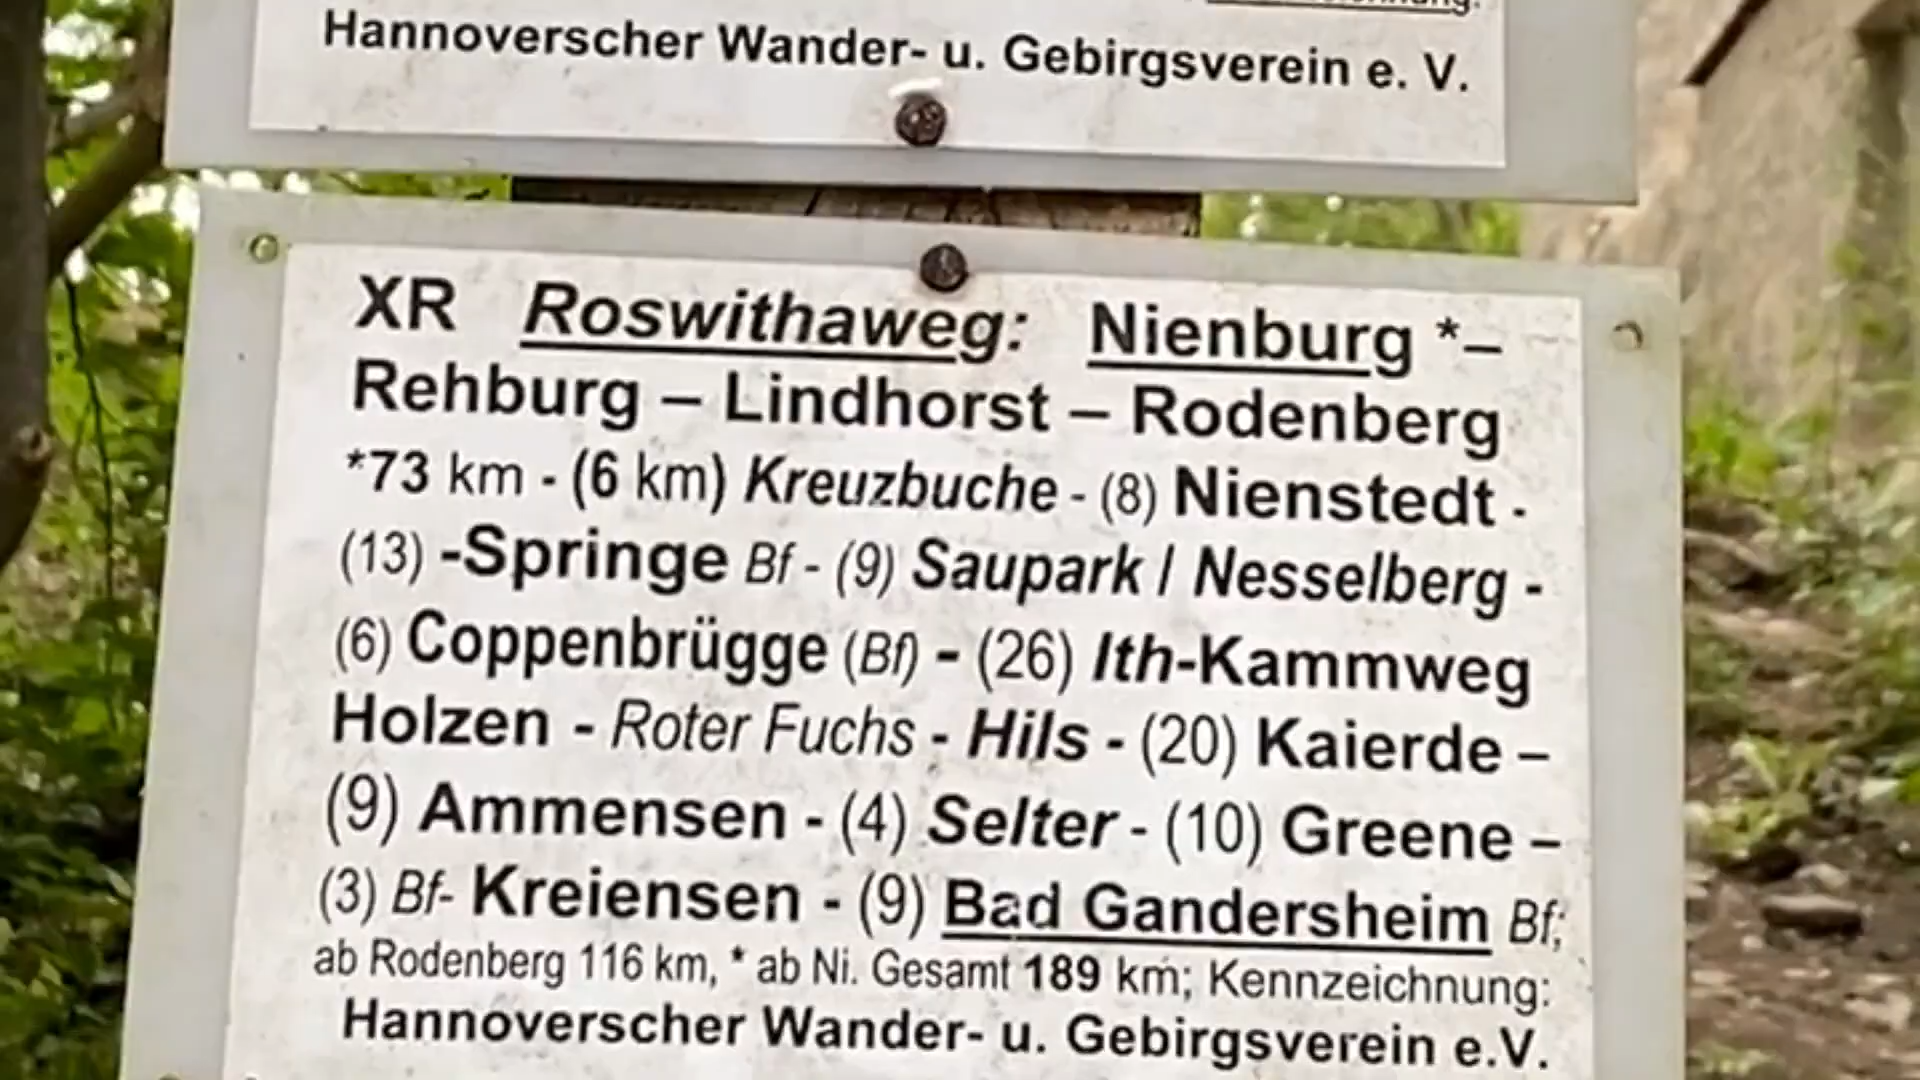 Hannoverscher Wander- u. Gebirgsverein e. V.
XR Roswithaweg: Nienburg *–
Rehburg – Lindhorst – Rodenberg
*73 km - (6 km) Kreuzbuche - (8) Nienstedt -
(13) -Springe Bf - (9) Saupark / Nesselberg -
(6) Coppenbrügge (Bf) - (26) Ith-Kammweg
Holzen - Roter Fuchs - Hils - (20) Kaierde –
(9) Ammensen - (4) Selter - (10) Greene –
(3) Bf- Kreiensen - (9) Bad Gandersheim Bf;
ab Rodenberg 116 km, * ab Ni. Gesamt 189 km; Kennzeichnung:
Hannoverscher Wander- u. Gebirgsverein e.V.